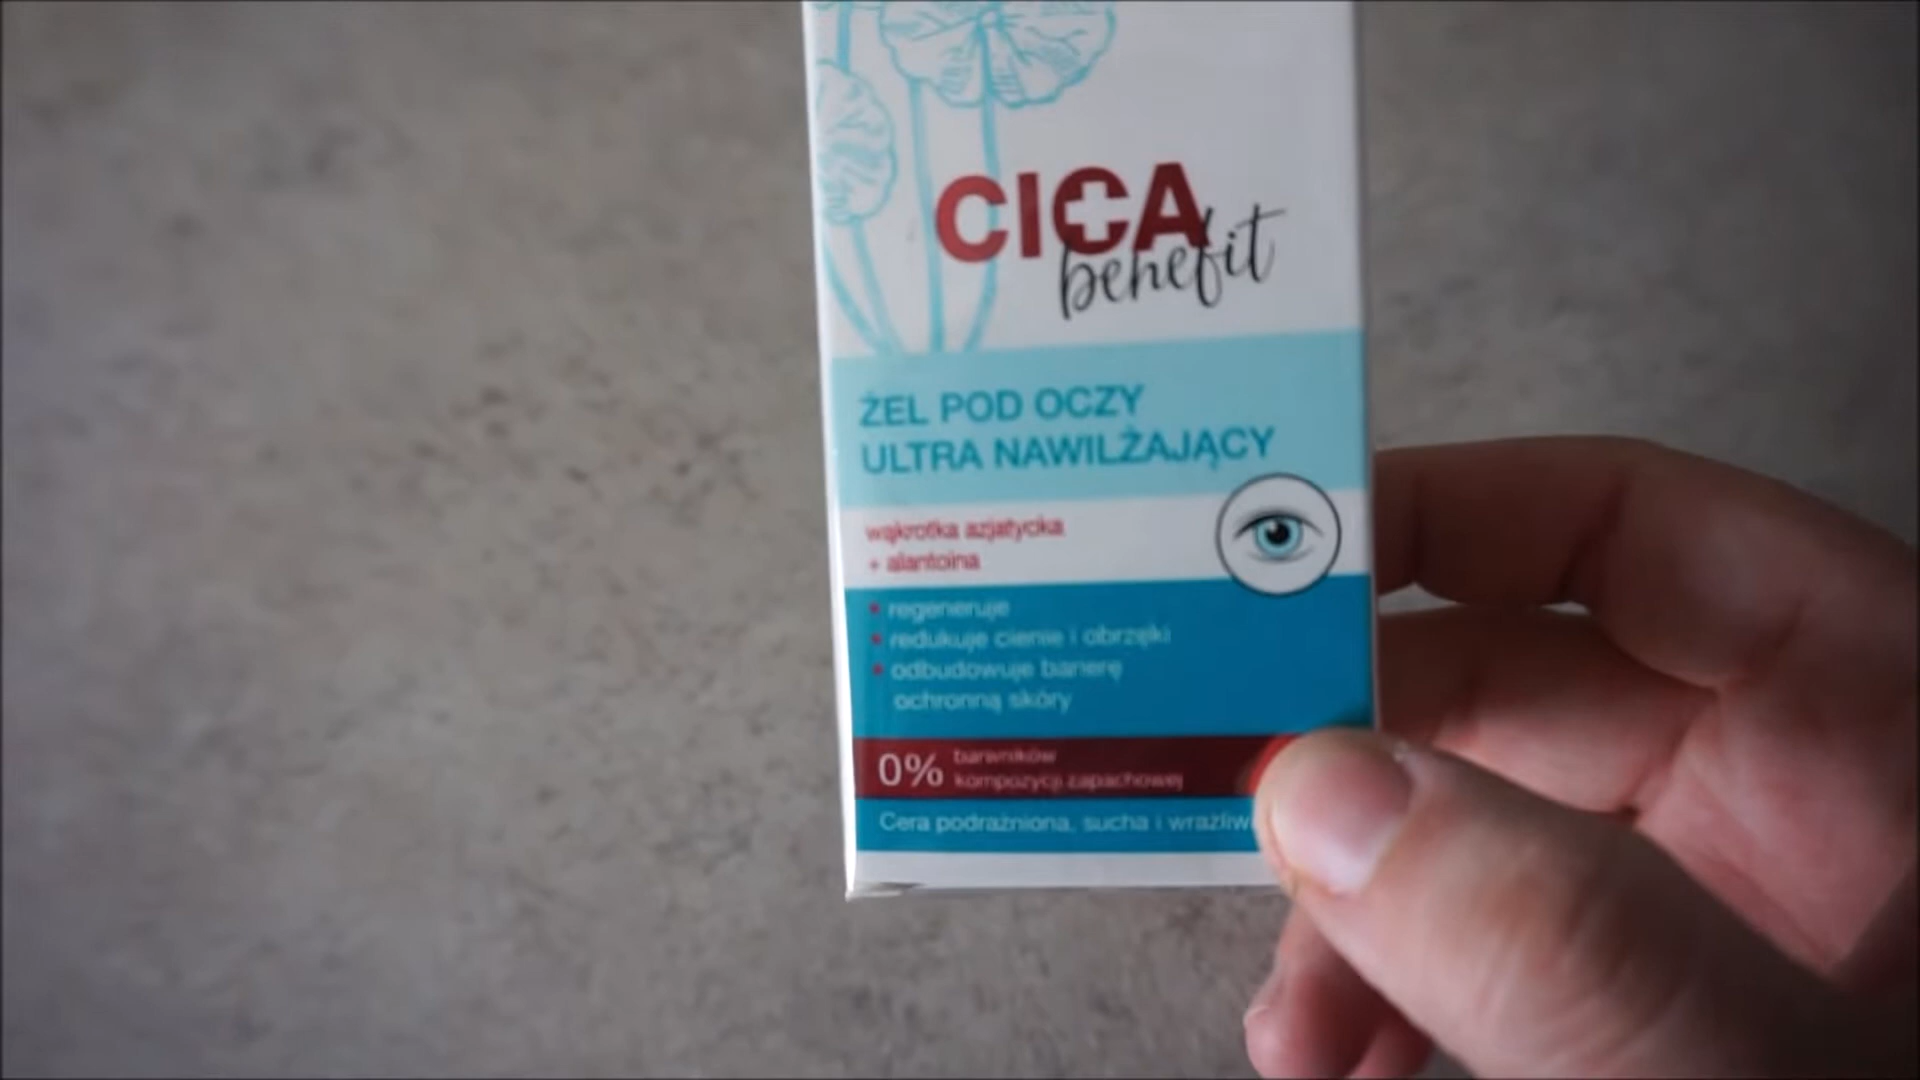 CICA
benefit
ŻEL POD OCZY
ULTRA NAWILŻAJĄCY
wąkrotka azjatycka
+ alantoina
• regeneruje
• redukuje cienie i obrzęki
• odbudowuje barierę
ochronną skóry
0% barwników
kompozycji zapachowej
Cera podrażniona, sucha i wrażliw